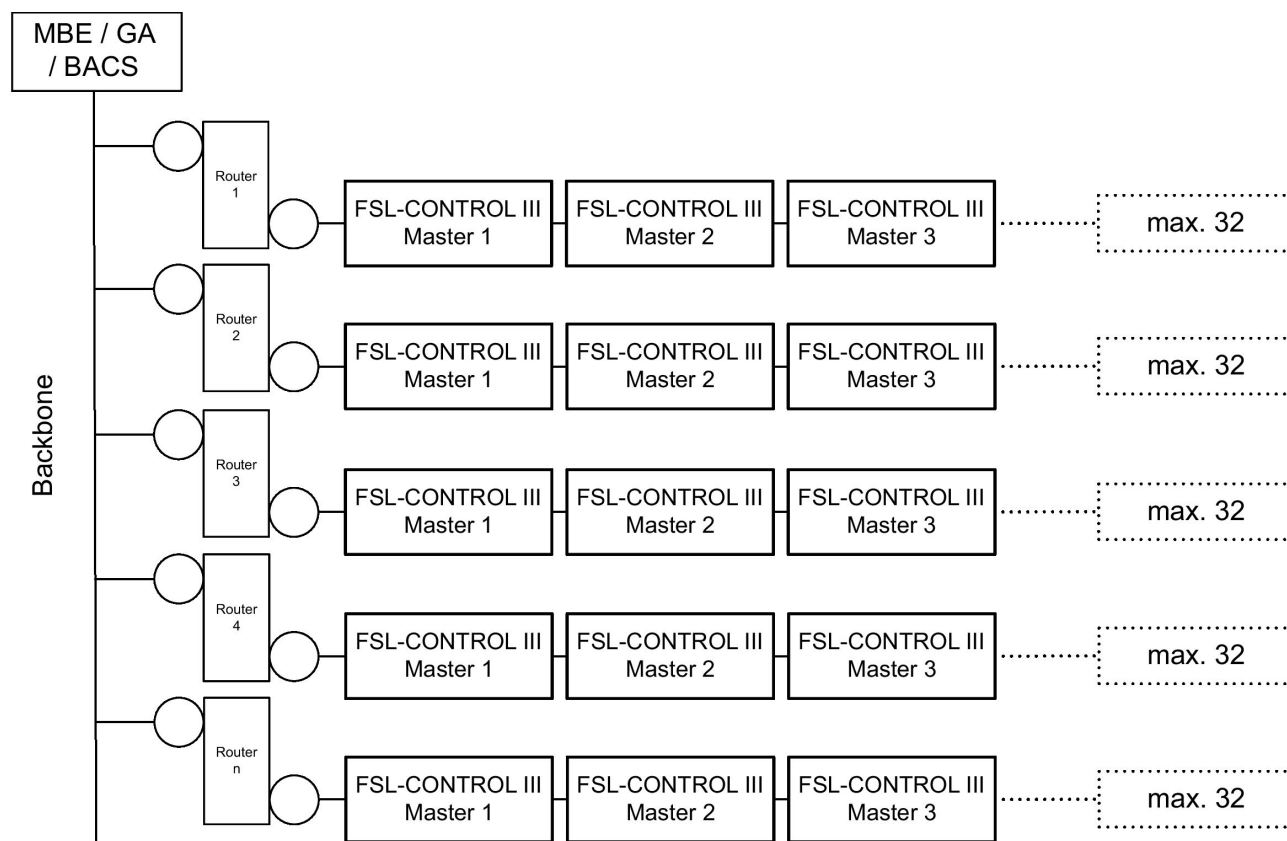 MBE / GA
/ BACS
Backbone
Router
1
FSL-CONTROL III
Master 1
FSL-CONTROL III
Master 2
FSL-CONTROL III
Master 3
max. 32
Router
2
FSL-CONTROL III
Master 1
FSL-CONTROL III
Master 2
FSL-CONTROL III
Master 3
max. 32
Router
3
FSL-CONTROL III
Master 1
FSL-CONTROL III
Master 2
FSL-CONTROL III
Master 3
max. 32
Router
4
FSL-CONTROL III
Master 1
FSL-CONTROL III
Master 2
FSL-CONTROL III
Master 3
max. 32
Router
n
FSL-CONTROL III
Master 1
FSL-CONTROL III
Master 2
FSL-CONTROL III
Master 3
max. 32